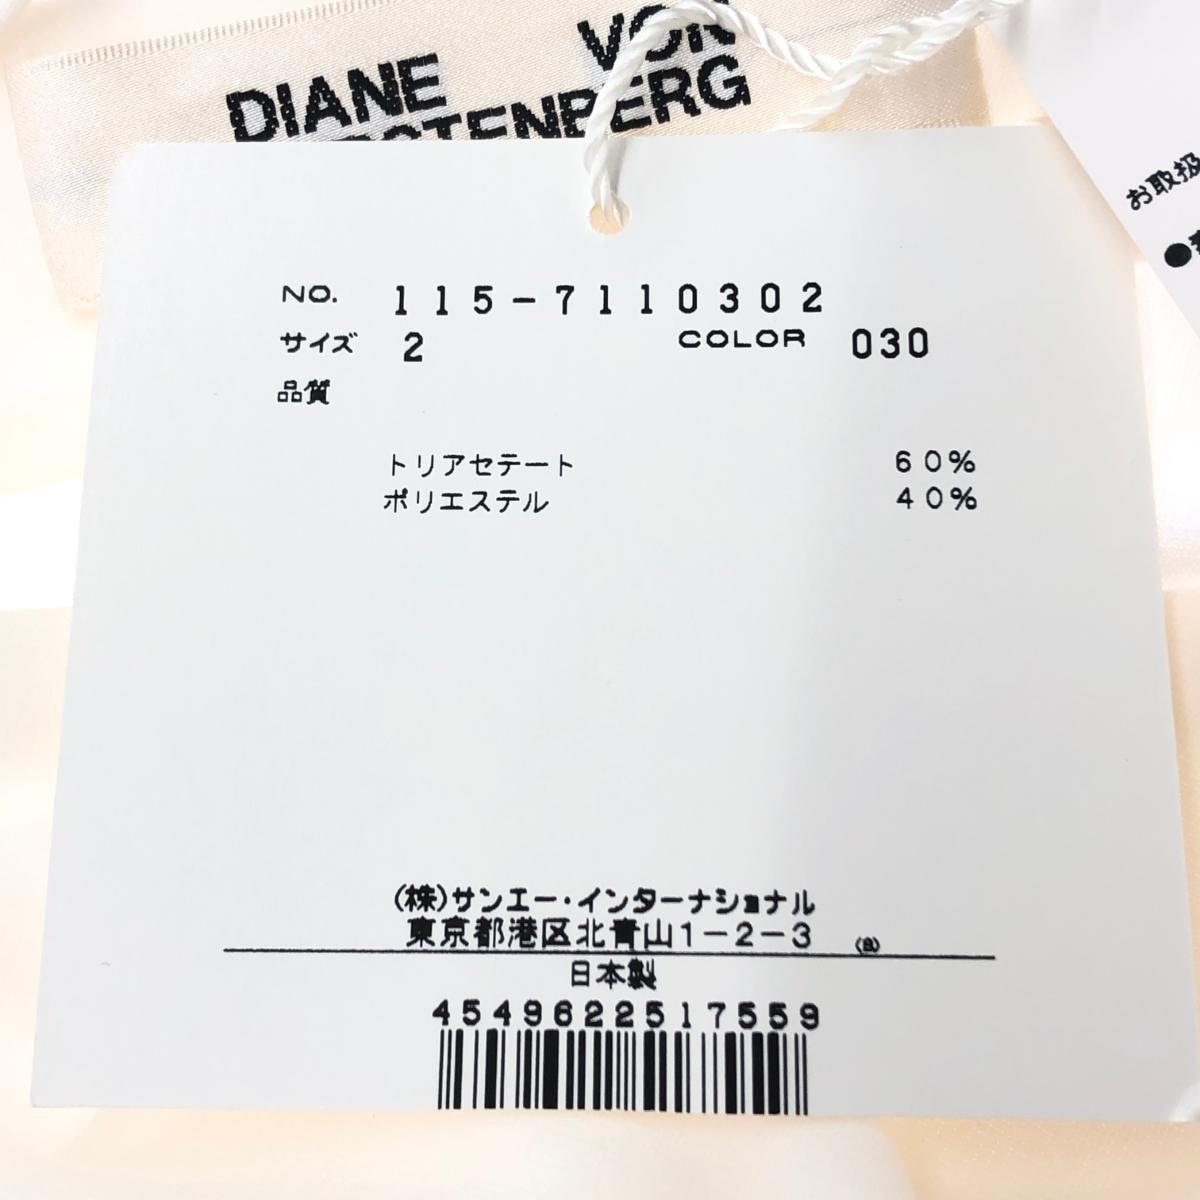 DIANE VON
STENBERG
お取扱
NO. 115-7110302
サイズ 2 COLOR 030
品質
トリアセテート 60%
ポリエステル 40%
(株)サンエー・インターナショナル
東京都港区北青山1-2-3 (a)
日本製
4549622517559